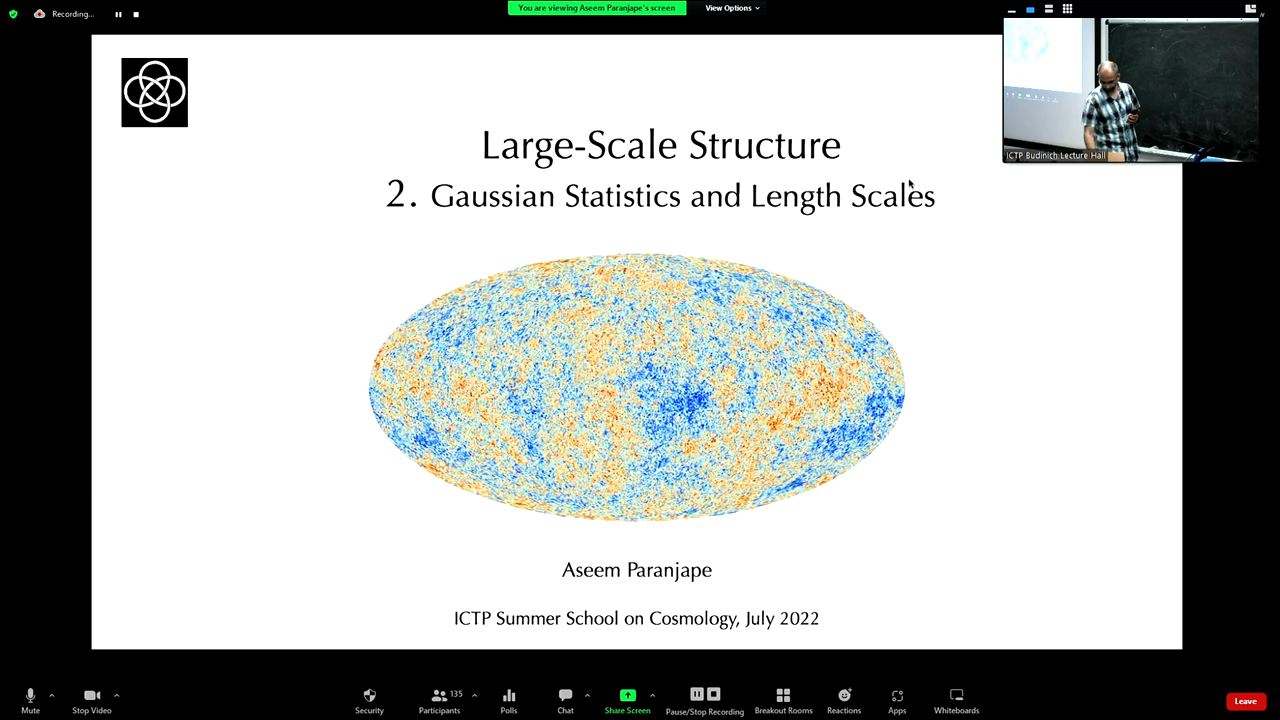 Recording...
You are viewing Aseem Paranjape's screen
View Options
ICTP Budinich Lecture Hall
Large-Scale Structure
2. Gaussian Statistics and Length Scales
Aseem Paranjape
ICTP Summer School on Cosmology, July 2022
Mute
Stop Video
Security
135
Participants
Polls
Chat
Share Screen
Pause/Stop Recording
Breakout Rooms
Reactions
Apps
Whiteboards
Leave